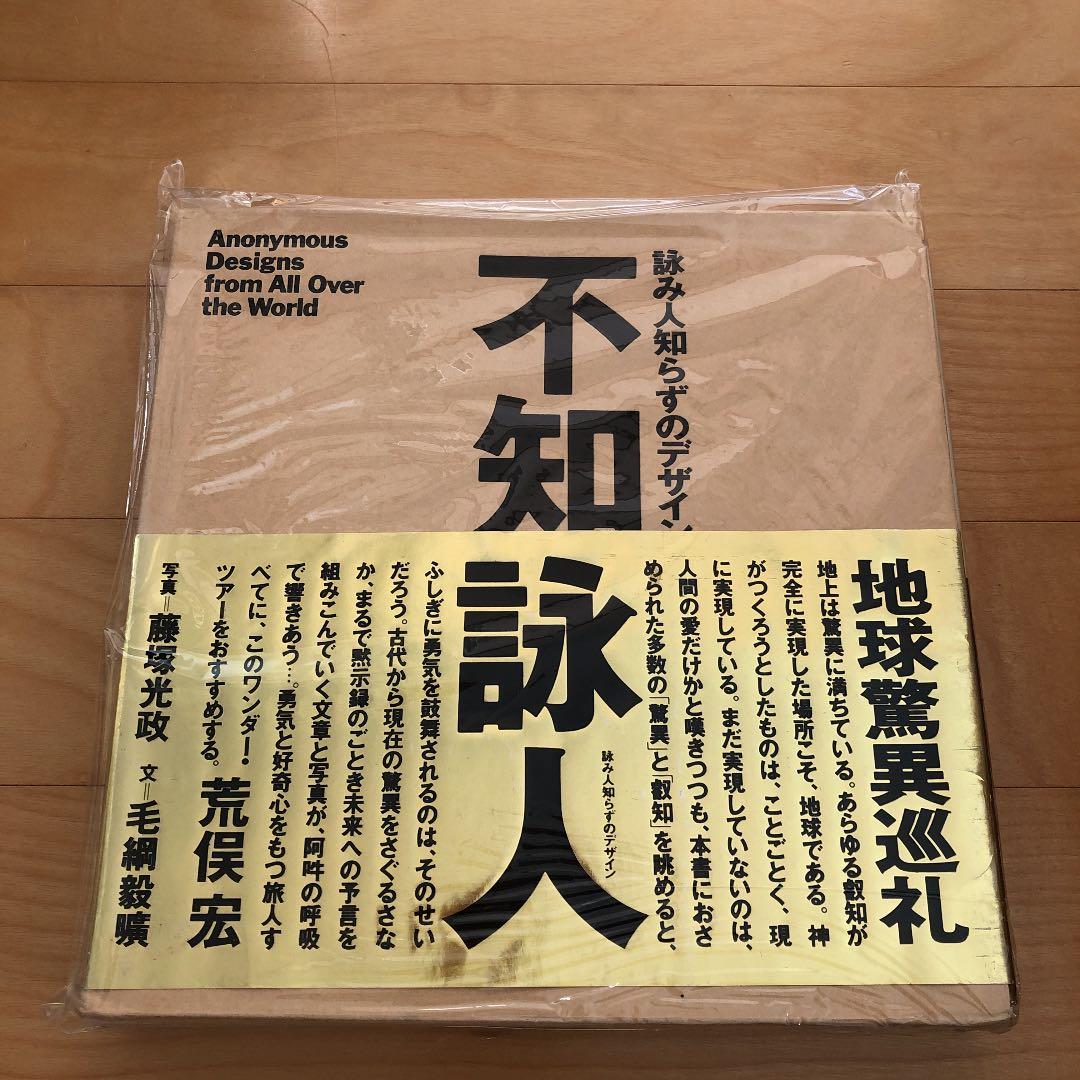 Anonymous
Designs
from All Over
the World
詠み人知らずのデザイン
不知詠人
詠み人知らずのデザイン
地球驚異巡礼
地上は驚異に満ちている。あらゆる叡知が
完全に実現した場所こそ、地球である。神
がつくろうとしたものは、ことごとく、現
に実現している。まだ実現していないのは、
人間の愛だけかと嘆きつつも、本書におさ
められた多数の「驚異」と「叡知」を眺めると、
ふしぎに勇気を鼓舞されるのは、そのせい
だろう。古代から現在の驚異をさぐるさな
か、まるで黙示録のごとき未来への予言を
組みこんでいく文章と写真が、阿吽の呼吸
で響きあう…。勇気と好奇心をもつ旅人す
べてに、このワンダー・
ツアーをおすすめする。 荒俣 宏
写真=藤塚光政 文=毛綱毅曠